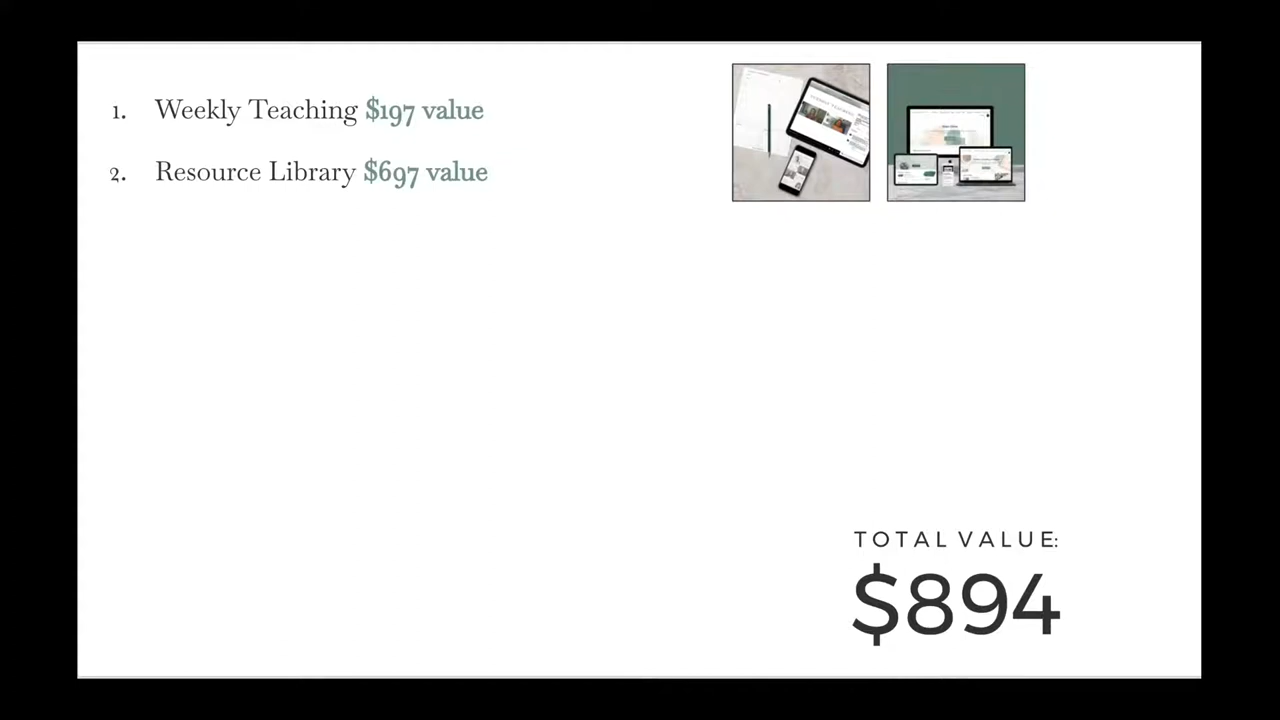 1. Weekly Teaching $197 value
2. Resource Library $697 value
TOTAL VALUE:
$894